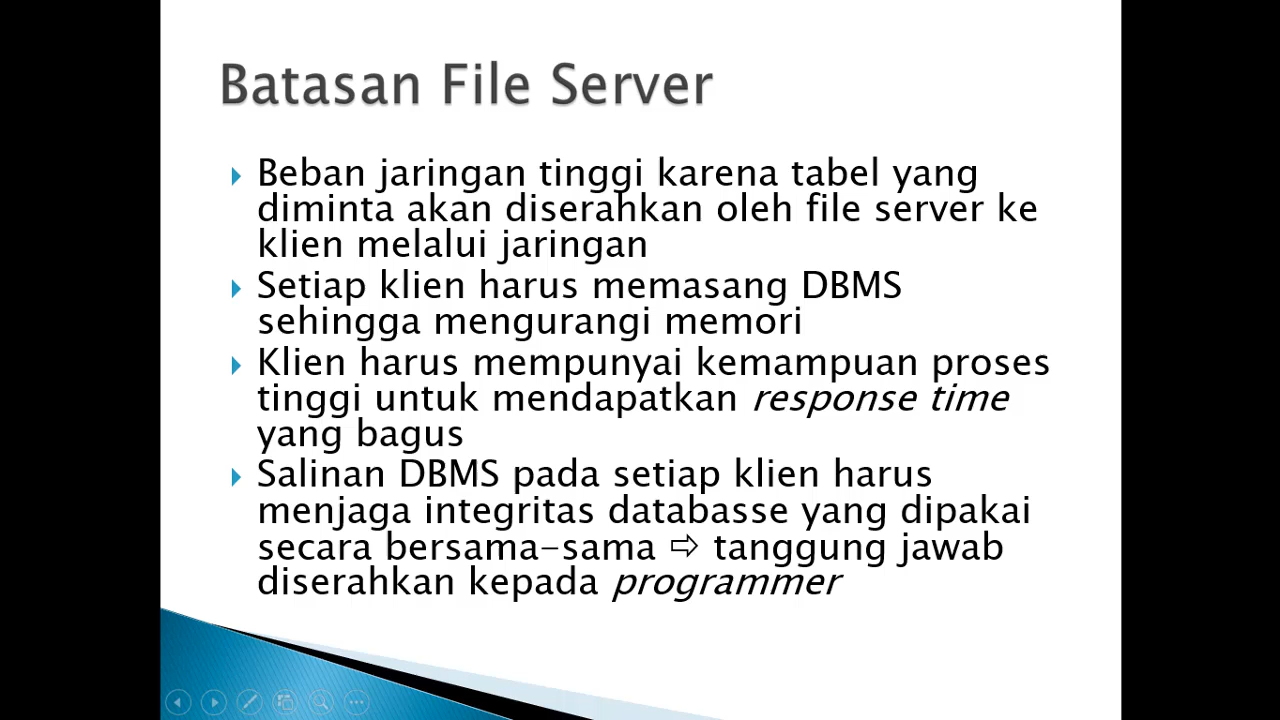 Batasan File Server
Beban jaringan tinggi karena tabel yang
diminta akan diserahkan oleh file server ke
klien melalui jaringan
Setiap klien harus memasang DBMS
sehingga mengurangi memori
Klien harus mempunyai kemampuan proses
tinggi untuk mendapatkan response time
yang bagus
Salinan DBMS pada setiap klien harus
menjaga integritas databasse yang dipakai
secara bersama-sama ⇨ tanggung jawab
diserahkan kepada programmer